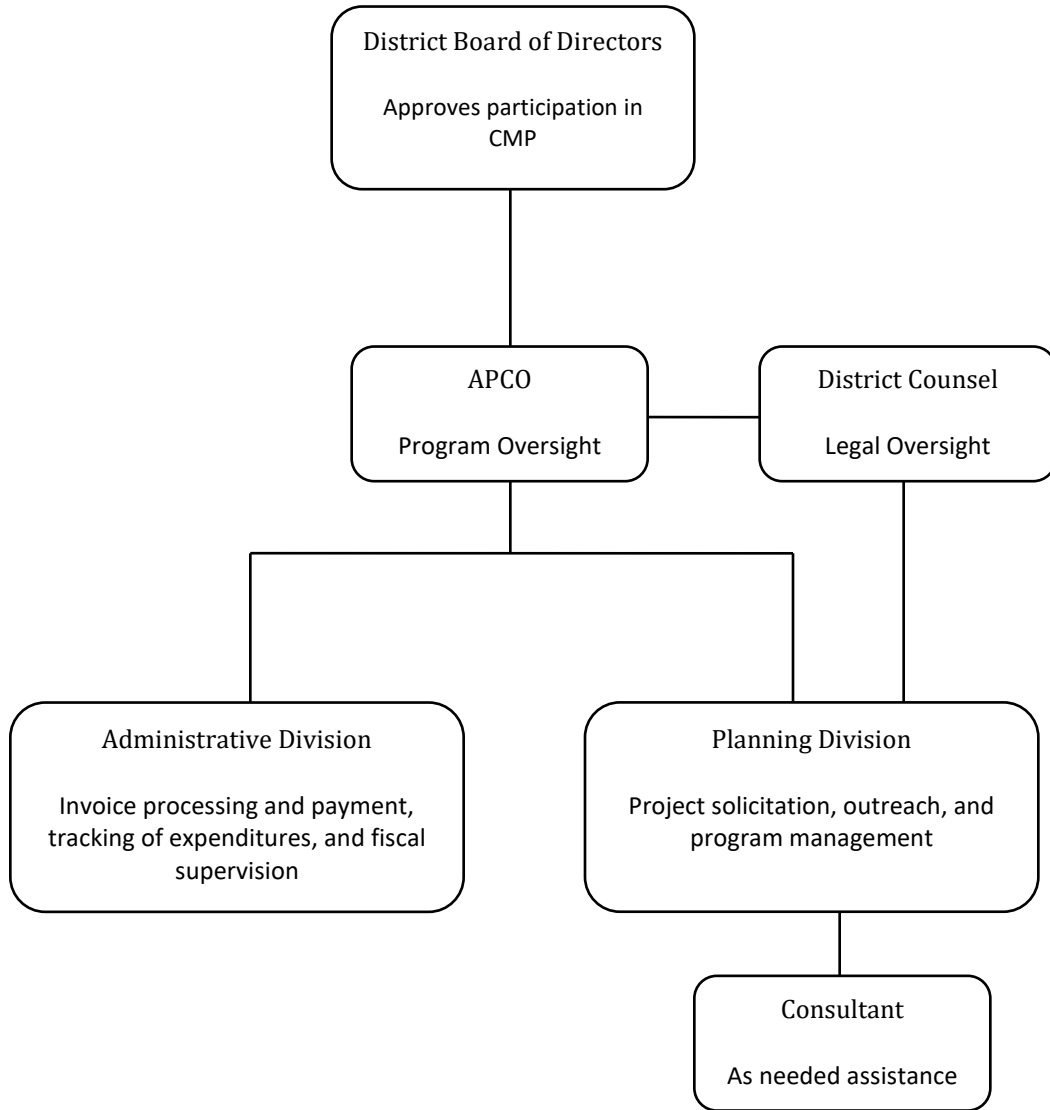 District Board of Directors
Approves participation in
CMP
APCO
Program Oversight
District Counsel
Legal Oversight
Administrative Division
Invoice processing and payment,
tracking of expenditures, and fiscal
supervision
Planning Division
Project solicitation, outreach, and
program management
Consultant
As needed assistance